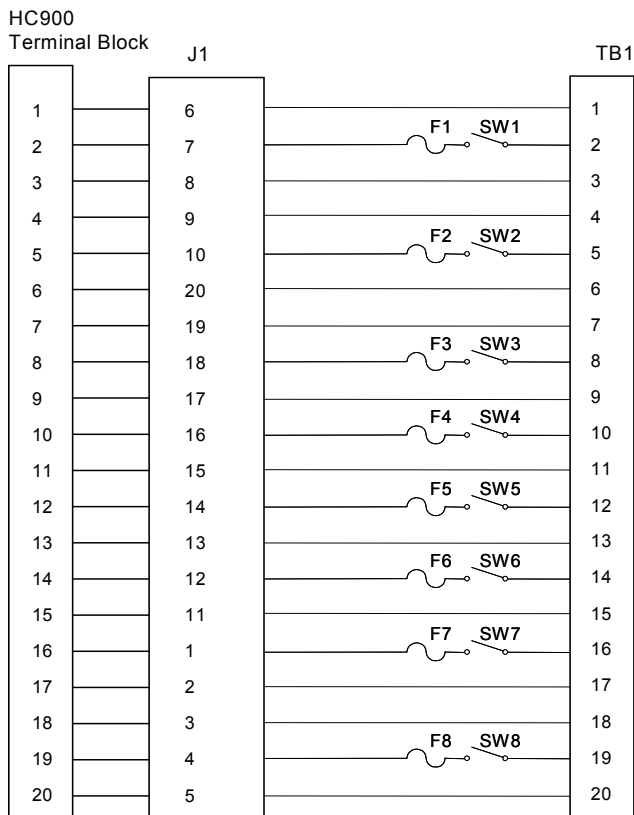 HC900
Terminal Block J1 TB1
1 6 1
F1 SW1
2 7 2
3 8 3
4 9 4
F2 SW2
5 10 5
6 20 6
7 19 7
F3 SW3
8 18 8
9 17 9
F4 SW4
10 16 10
11 15 11
F5 SW5
12 14 12
13 13 13
F6 SW6
14 12 14
15 11 15
F7 SW7
16 1 16
17 2 17
18 3 18
F8 SW8
19 4 19
20 5 20